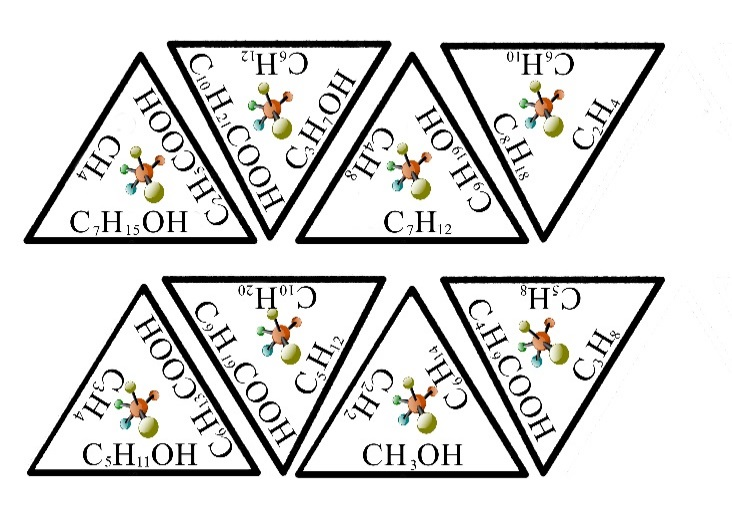 CH₄
C₂H₅COOH
C₇H₁₅OH
C₆H₁₂
C₁₀H₂₁COOH
C₃H₇OH
C₄H₈
C₉H₁₉OH
C₇H₁₂
C₆H₁₀
C₈H₁₈
C₂H₄
C₃H₄
C₆H₁₃COOH
C₅H₁₁OH
C₁₀H₂₀
C₉H₁₉COOH
C₅H₁₂
C₂H₂
C₆H₁₄
CH₃OH
C₅H₈
C₄H₉COOH
C₃H₈